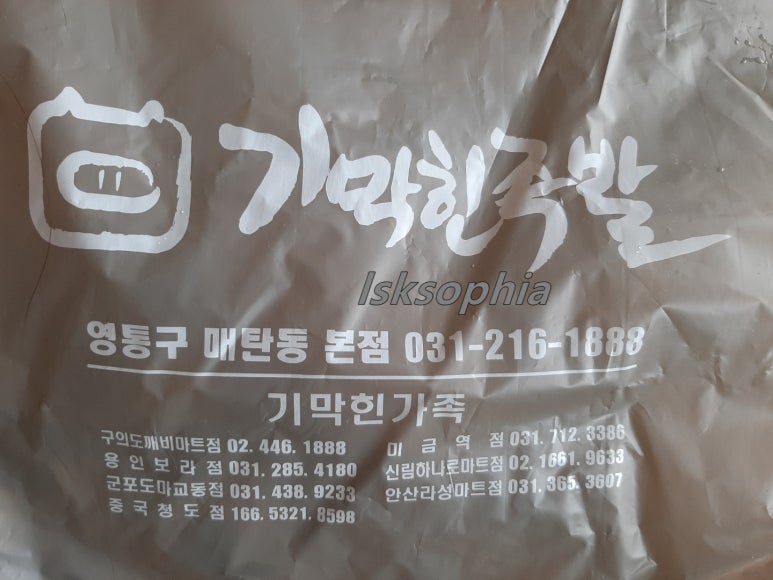 기막힌족발
lsksophia
영통구 매탄동 본점 031-216-1888
기막힌가족
구의도깨비마트점 02. 446. 1888
미금역점 031. 712. 3386
용인보라점 031. 285. 4180
신림하나로마트점 02. 1661. 9633
군포도마교동점 031. 438. 9233
안산라성마트점 031. 365. 3607
중국청도점 166. 5321. 8598